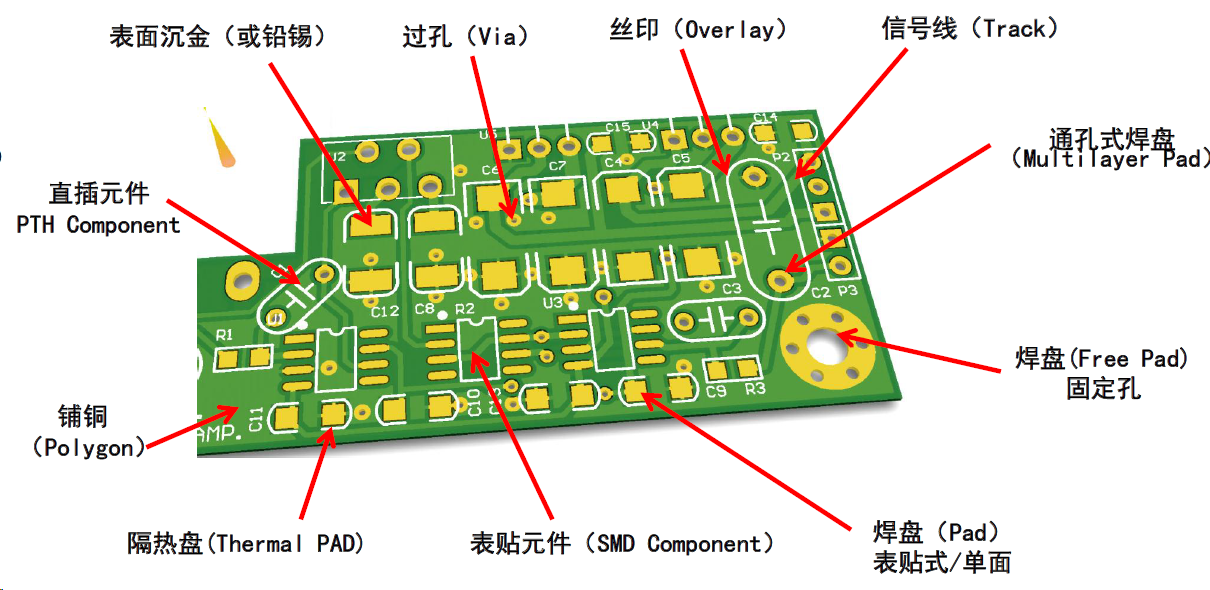 表面沉金（或铅锡）
过孔（Via）
丝印（Overlay）
信号线（Track）
通孔式焊盘
（Multilayer Pad）
直插元件
PTH Component
焊盘(Free Pad)
固定孔
铺铜
（Polygon）
隔热盘(Thermal PAD)
表贴元件（SMD Component）
焊盘（Pad）
表贴式/单面
C15
U4
C14
C6
C7
C4
C5
P2
C12
C8
R2
U3
C3
C2
P3
R1
C11
C10
C9
R3
AMP.